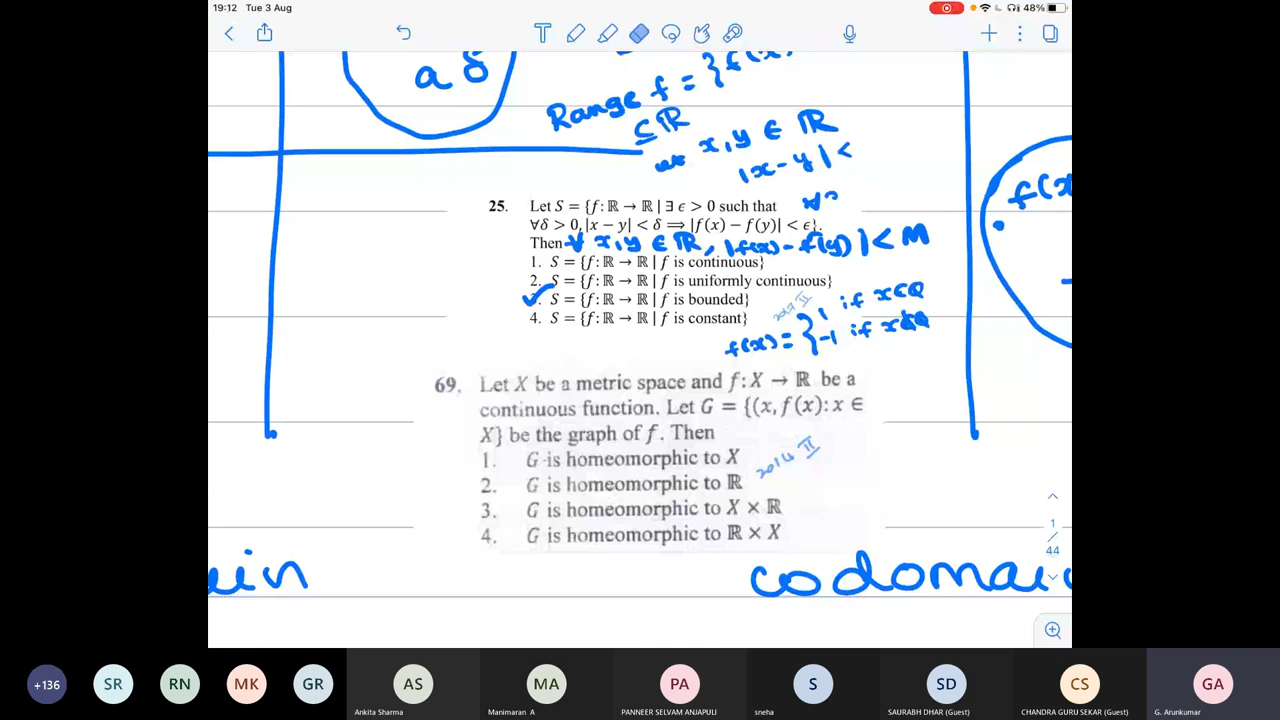 19:12 Tue 3 Aug
48%
a δ
Range f = {f(x)
⊆ ℝ
x, y ∈ ℝ
|x - y| <
25. Let S = {f: ℝ → ℝ | ∃ ϵ > 0 such that
∀δ > 0, |x − y| < δ ⟹ |f(x) − f(y)| < ϵ}.
Then
∀ x, y ∈ ℝ, |f(x) - f(y)| < M
1. S = {f: ℝ → ℝ | f is continuous}
2. S = {f: ℝ → ℝ | f is uniformly continuous}
S = {f: ℝ → ℝ | f is bounded}
4. S = {f: ℝ → ℝ | f is constant}
f(x) = { 1 if x∈Q
-1 if x∉Q
f(x
69. Let X be a metric space and f: X → ℝ be a
continuous function. Let G = {(x, f(x): x ∈
X} be the graph of f. Then
1. G is homeomorphic to X
2. G is homeomorphic to ℝ
3. G is homeomorphic to X × ℝ
4. G is homeomorphic to ℝ × X
2016 II
1
/
44
ain
codomai
+136
SR
RN
MK
GR
AS
MA
PA
S
SD
CS
GA
Ankita Sharma
Manimaran A
PANNEER SELVAM ANJAPULI
sneha
SAURABH DHAR (Guest)
CHANDRA GURU SEKAR (Guest)
G. Arunkumar